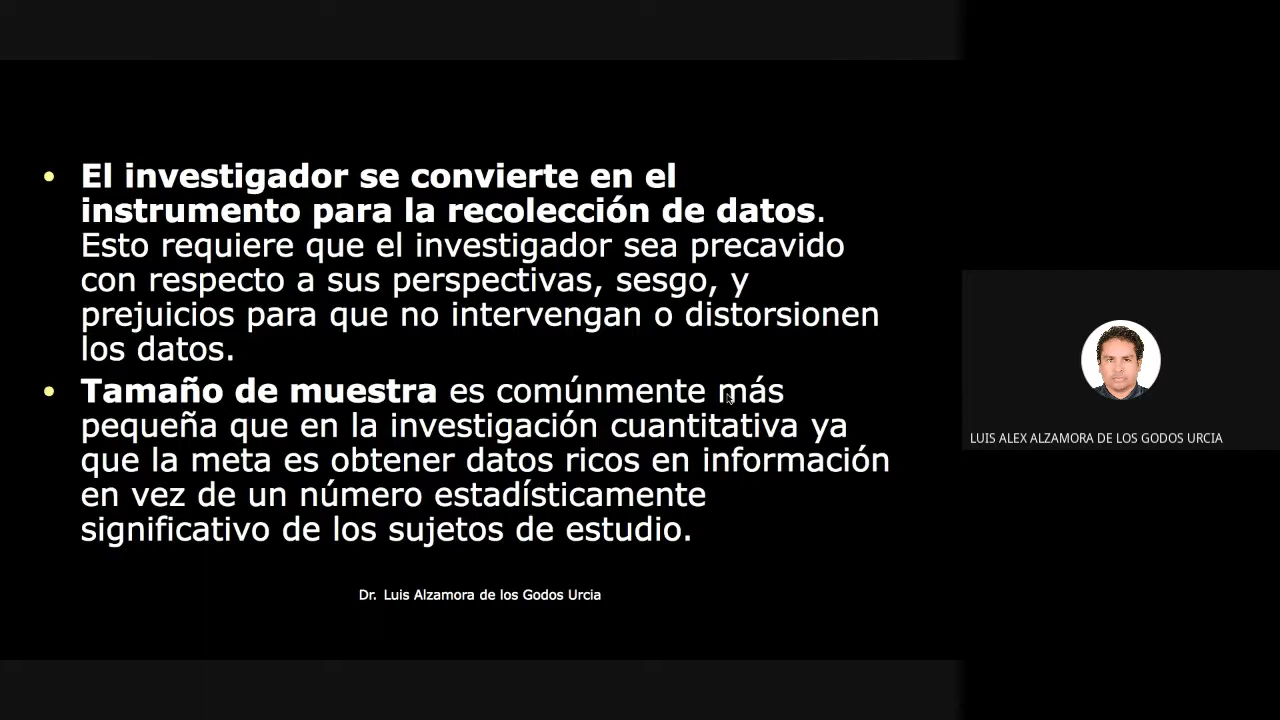 • El investigador se convierte en el
instrumento para la recolección de datos.
Esto requiere que el investigador sea precavido
con respecto a sus perspectivas, sesgo, y
prejuicios para que no intervengan o distorsionen
los datos.
• Tamaño de muestra es comúnmente más
pequeña que en la investigación cuantitativa ya
que la meta es obtener datos ricos en información
en vez de un número estadísticamente
significativo de los sujetos de estudio.
Dr. Luis Alzamora de los Godos Urcia
LUIS ALEX ALZAMORA DE LOS GODOS URCIA